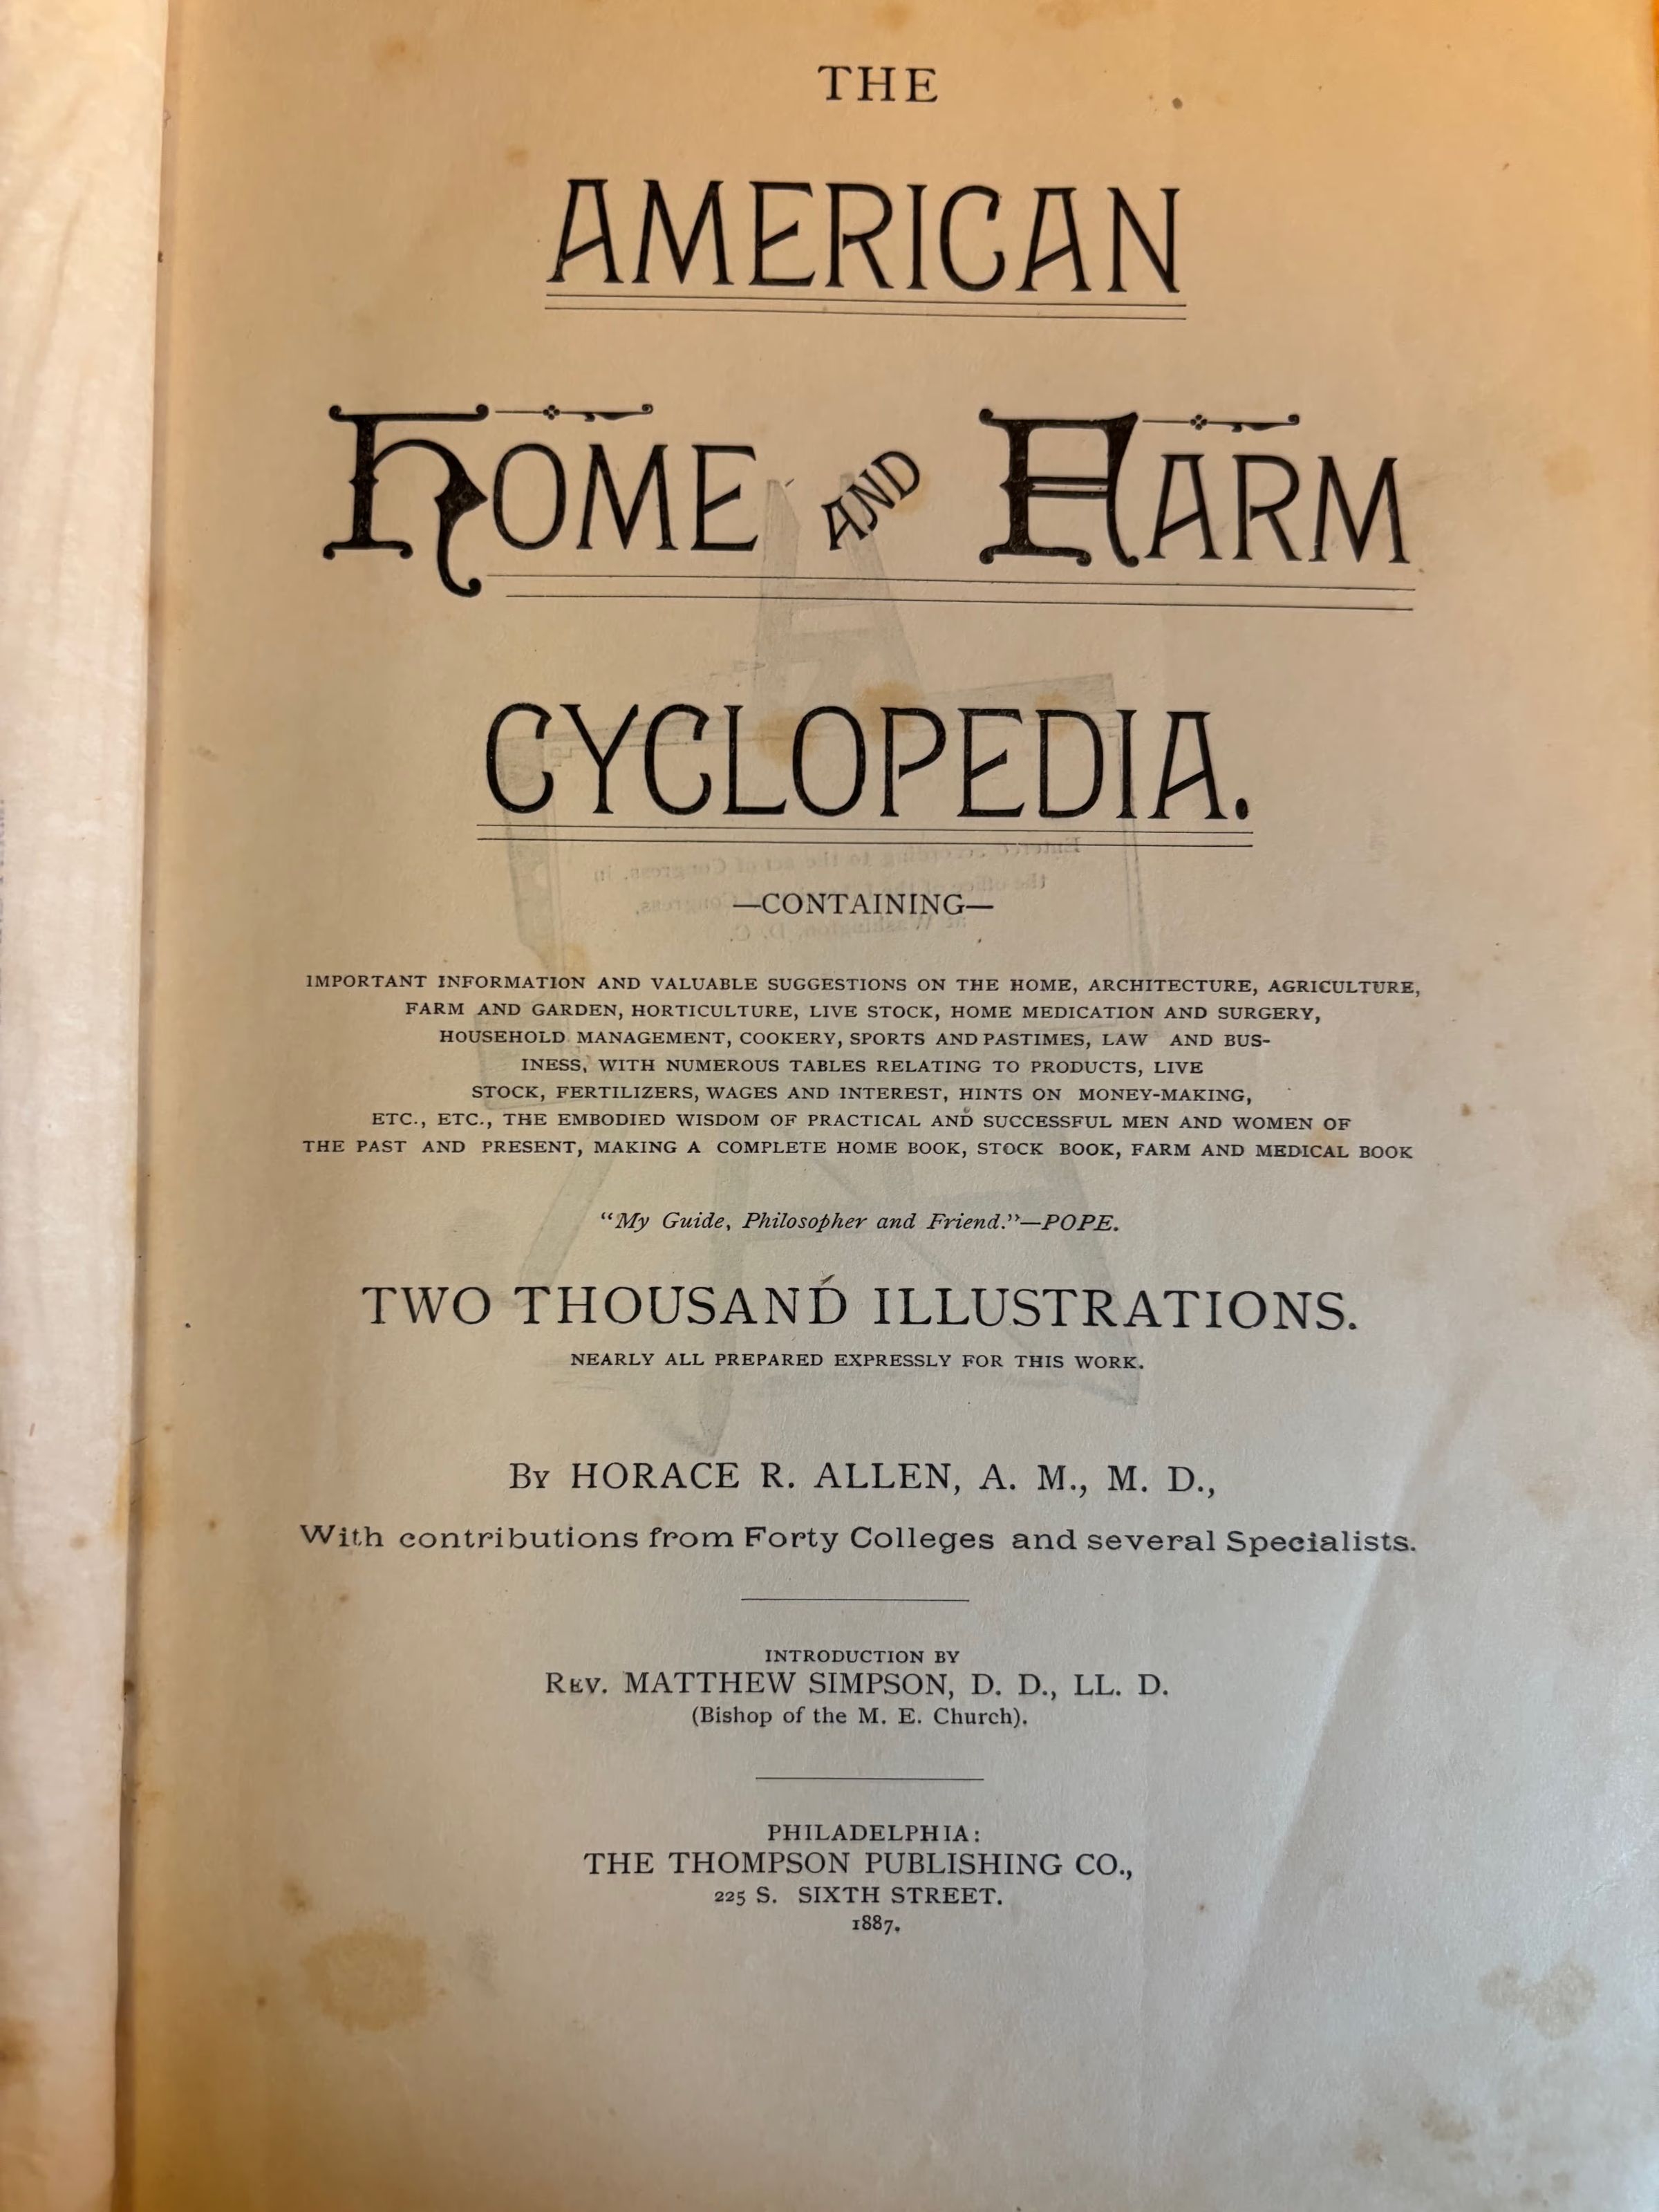 THE
AMERICAN
HOME AND FARM
CYCLOPEDIA.
—CONTAINING—
IMPORTANT INFORMATION AND VALUABLE SUGGESTIONS ON THE HOME, ARCHITECTURE, AGRICULTURE,
FARM AND GARDEN, HORTICULTURE, LIVE STOCK, HOME MEDICATION AND SURGERY,
HOUSEHOLD MANAGEMENT, COOKERY, SPORTS AND PASTIMES, LAW AND BUS-
INESS, WITH NUMEROUS TABLES RELATING TO PRODUCTS, LIVE
STOCK, FERTILIZERS, WAGES AND INTEREST, HINTS ON MONEY-MAKING,
ETC., ETC., THE EMBODIED WISDOM OF PRACTICAL AND SUCCESSFUL MEN AND WOMEN OF
THE PAST AND PRESENT, MAKING A COMPLETE HOME BOOK, STOCK BOOK, FARM AND MEDICAL BOOK
“My Guide, Philosopher and Friend.”—POPE.
TWO THOUSAND ILLUSTRATIONS.
NEARLY ALL PREPARED EXPRESSLY FOR THIS WORK.
BY HORACE R. ALLEN, A. M., M. D.,
With contributions from Forty Colleges and several Specialists.
INTRODUCTION BY
REV. MATTHEW SIMPSON, D. D., LL. D.
(Bishop of the M. E. Church).
PHILADELPHIA:
THE THOMPSON PUBLISHING CO.,
225 S. SIXTH STREET.
1887.